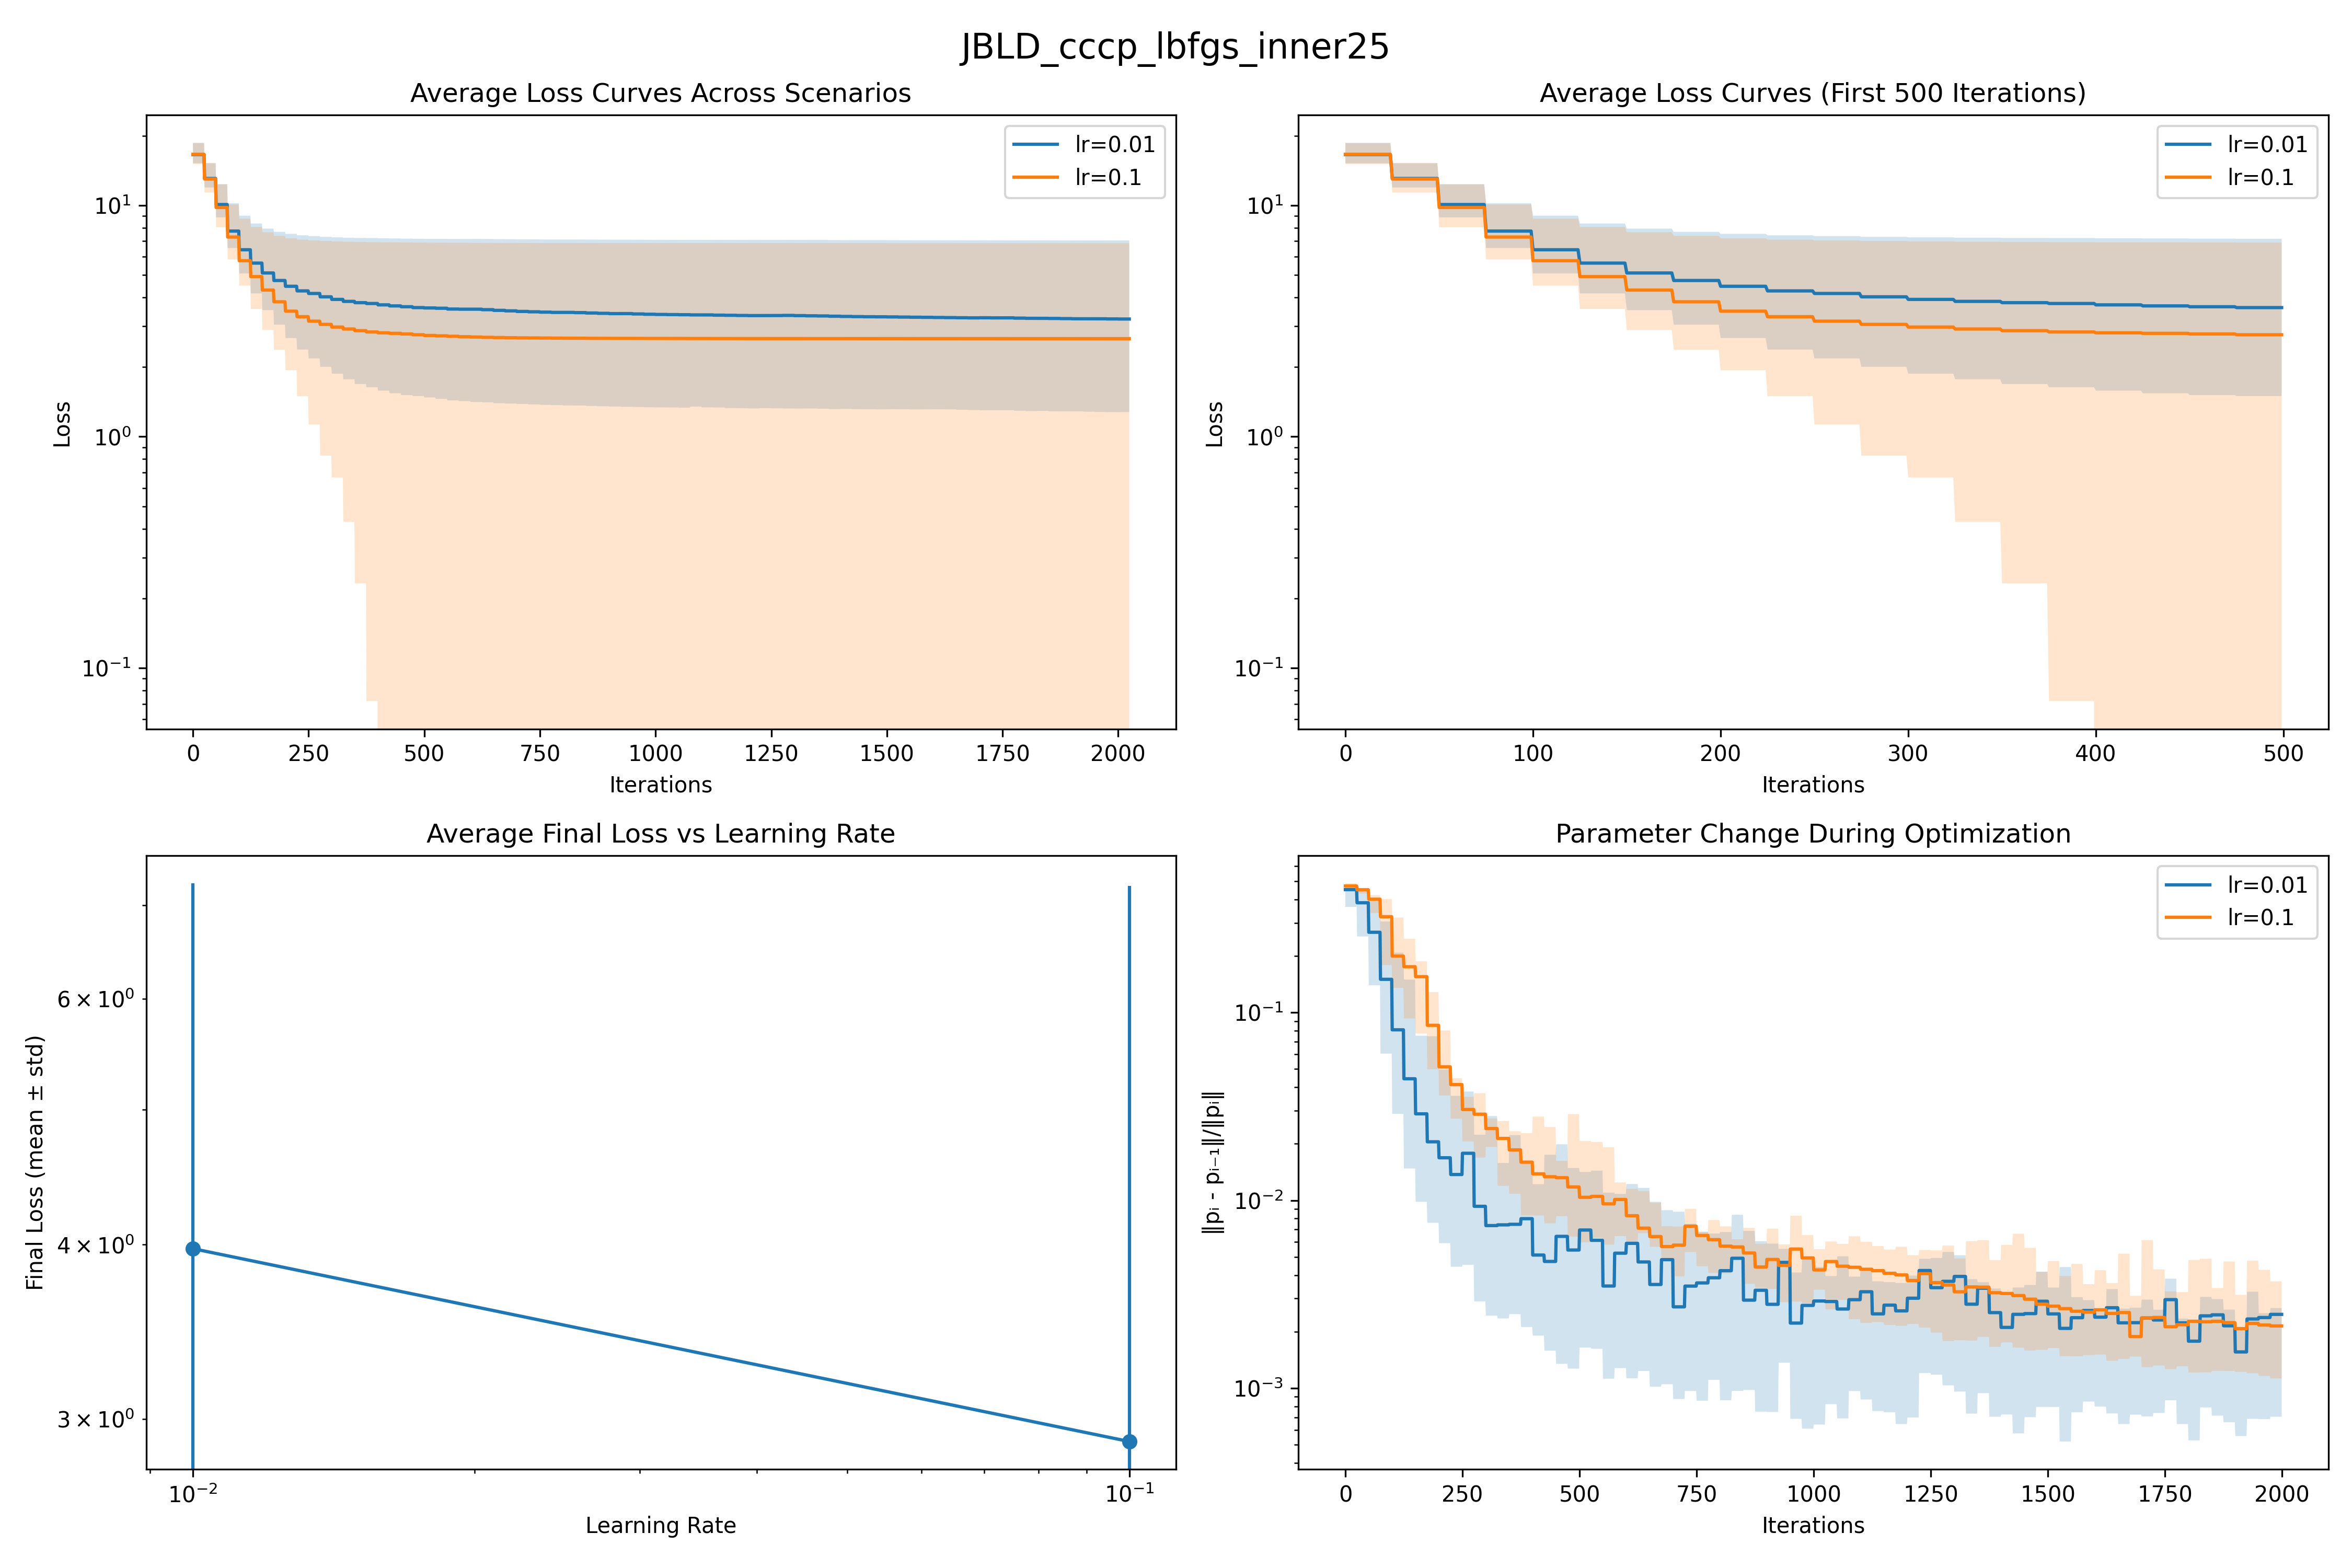 JBLD_cccp_lbfgs_inner25
Average Loss Curves Across Scenarios
Loss
10¹
10⁰
10⁻¹
lr=0.01
lr=0.1
0 250 500 750 1000 1250 1500 1750 2000
Iterations
Average Loss Curves (First 500 Iterations)
Loss
10¹
10⁰
10⁻¹
lr=0.01
lr=0.1
0 100 200 300 400 500
Iterations
Average Final Loss vs Learning Rate
Final Loss (mean ± std)
6 × 10⁰
4 × 10⁰
3 × 10⁰
10⁻² 10⁻¹
Learning Rate
Parameter Change During Optimization
‖pᵢ - pᵢ₋₁‖/‖pᵢ‖
10⁻¹
10⁻²
10⁻³
lr=0.01
lr=0.1
0 250 500 750 1000 1250 1500 1750 2000
Iterations